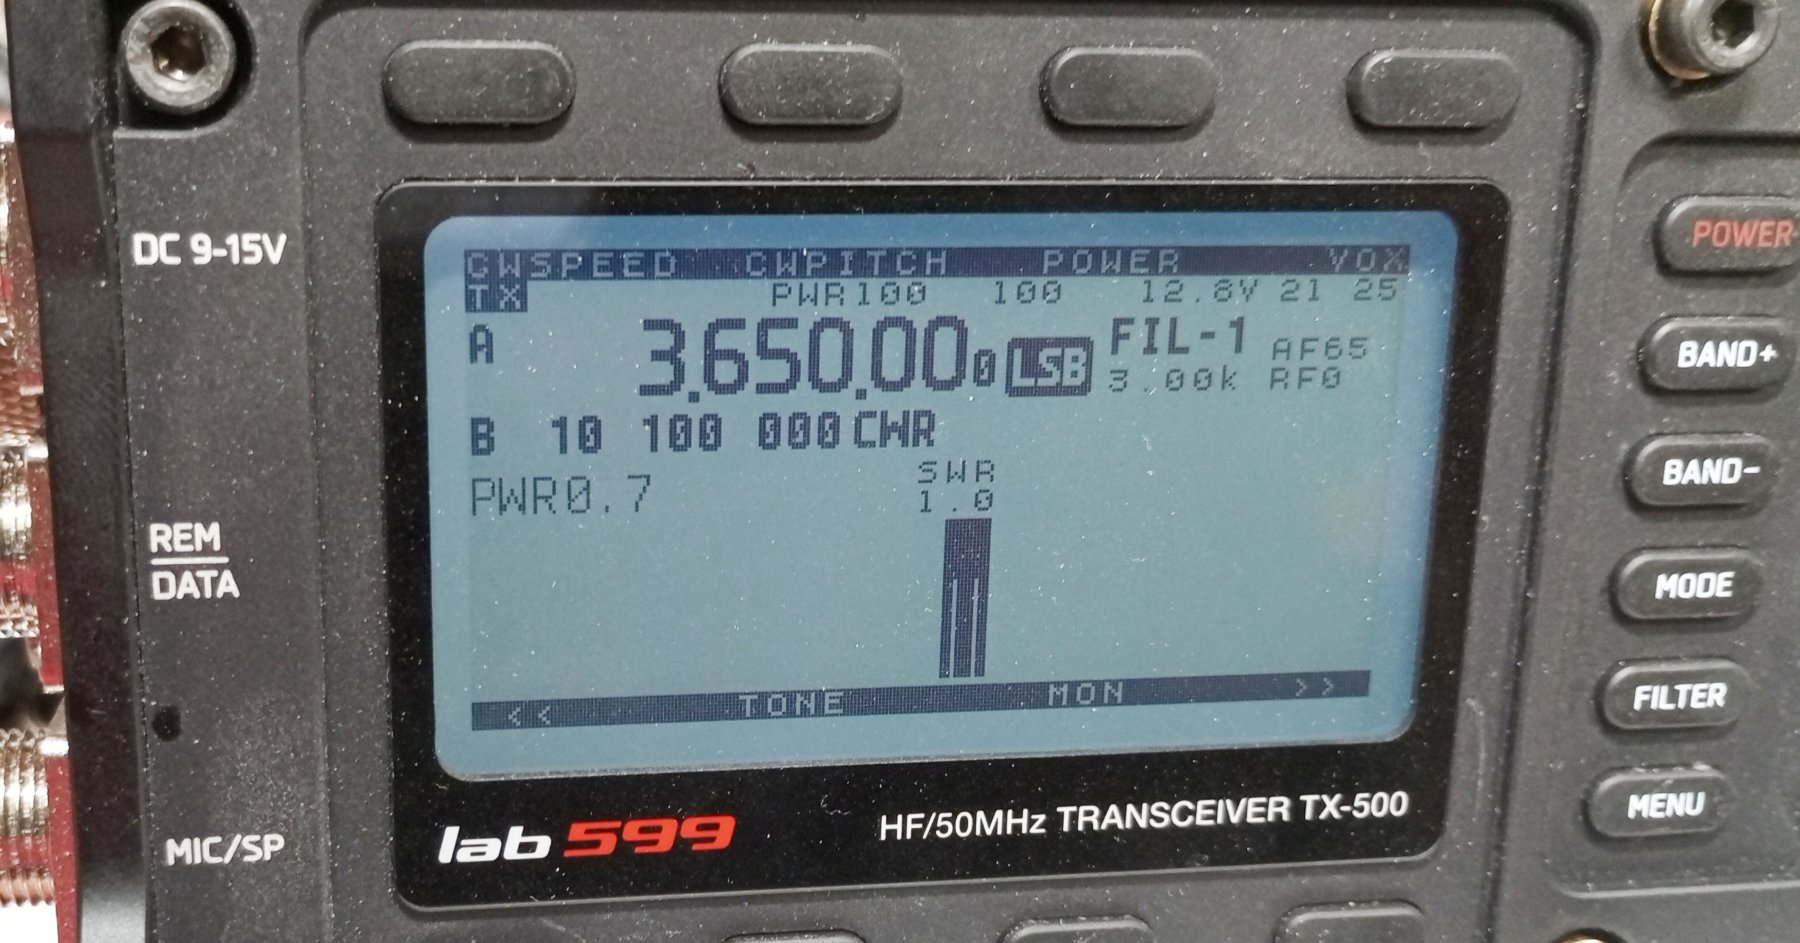 DC 9-15V
REM
DATA
MIC/SP
CWSPEED CWPITCH POWER VOX
TX PWR100 100 12.8V 21 25
A 3.650.000 LSB FIL-1 AF65
3.00k RF0
B 10 100 000 CWR
PWR0.7 SWR
1.0
<< TONE MON >>
lab599 HF/50MHz TRANSCEIVER TX-500
POWER
BAND+
BAND-
MODE
FILTER
MENU